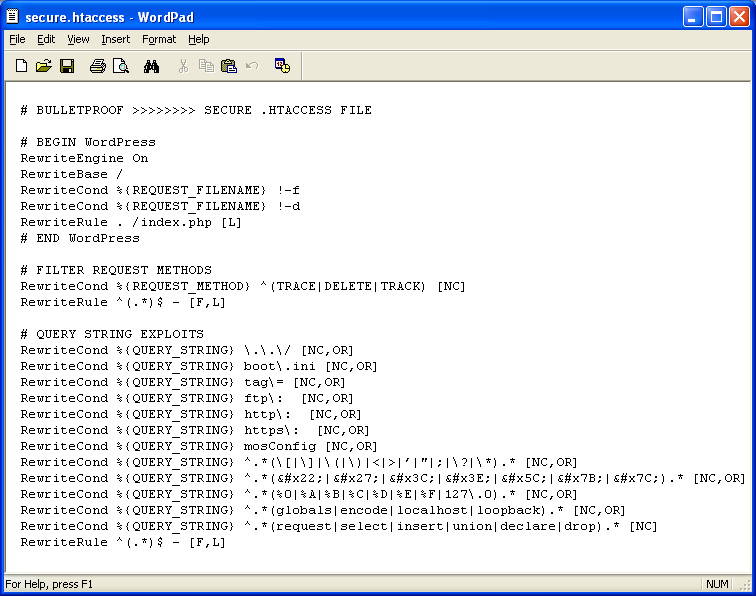 secure.htaccess - WordPad
File Edit View Insert Format Help
# BULLETPROOF >>>>>>>> SECURE .HTACCESS FILE
# BEGIN WordPress
RewriteEngine On
RewriteBase /
RewriteCond %{REQUEST_FILENAME} !-f
RewriteCond %{REQUEST_FILENAME} !-d
RewriteRule . /index.php [L]
# END WordPress
# FILTER REQUEST METHODS
RewriteCond %{REQUEST_METHOD} ^(TRACE|DELETE|TRACK) [NC]
RewriteRule ^(.*)$ - [F,L]
# QUERY STRING EXPLOITS
RewriteCond %{QUERY_STRING} \.\.\/ [NC,OR]
RewriteCond %{QUERY_STRING} boot\.ini [NC,OR]
RewriteCond %{QUERY_STRING} tag\= [NC,OR]
RewriteCond %{QUERY_STRING} ftp\:  [NC,OR]
RewriteCond %{QUERY_STRING} http\:  [NC,OR]
RewriteCond %{QUERY_STRING} https\:  [NC,OR]
RewriteCond %{QUERY_STRING} mosConfig [NC,OR]
RewriteCond %{QUERY_STRING} ^.*(\[|\]|\(|\)|<|>|'|"|;|\?|\*).* [NC,OR]
RewriteCond %{QUERY_STRING} ^.*(&#x22;|&#x27;|&#x3C;|&#x3E;|&#x5C;|&#x7B;|&#x7C;).* [NC,OR]
RewriteCond %{QUERY_STRING} ^.*(%0|%A|%B|%C|%D|%E|%F|127\.0).* [NC,OR]
RewriteCond %{QUERY_STRING} ^.*(globals|encode|localhost|loopback).* [NC,OR]
RewriteCond %{QUERY_STRING} ^.*(request|select|insert|union|declare|drop).* [NC]
RewriteRule ^(.*)$ - [F,L]
For Help, press F1
NUM